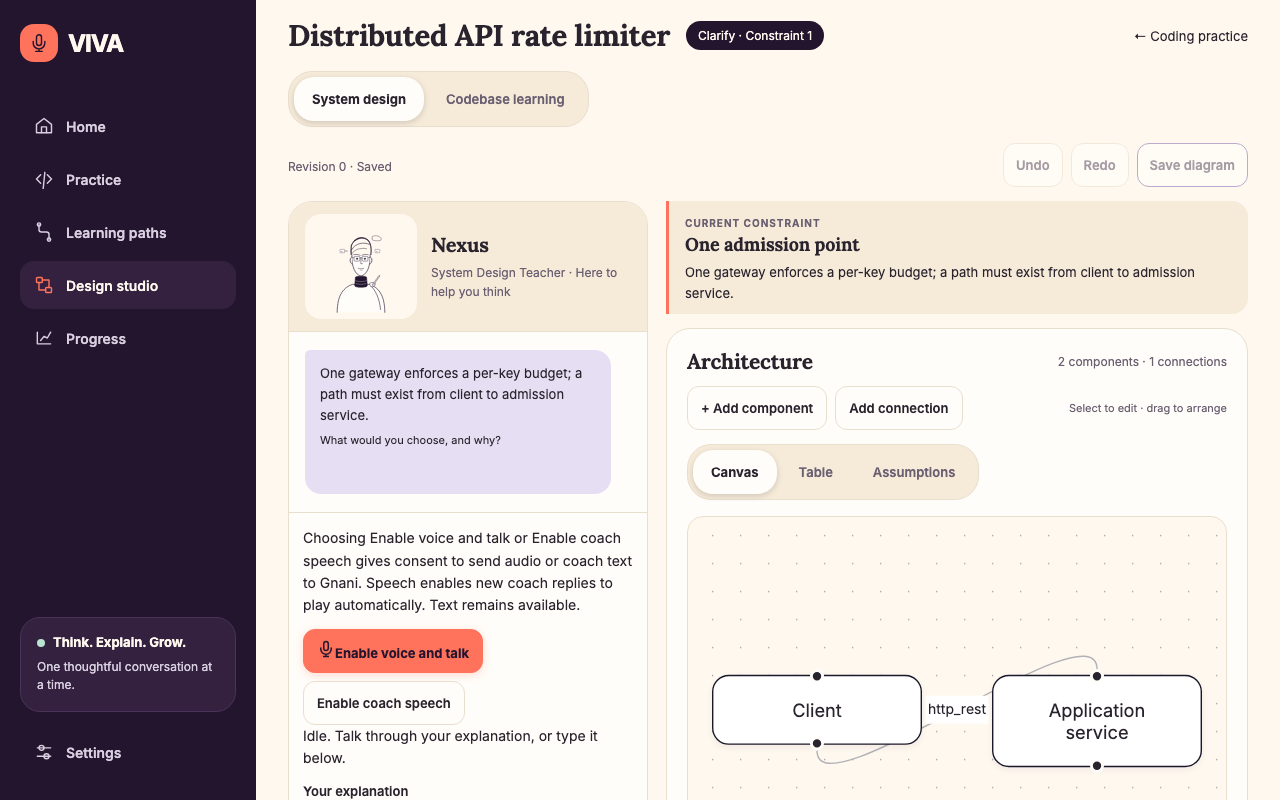 VIVA
Home
Practice
Learning paths
Design studio
Progress
Think. Explain. Grow.
One thoughtful conversation at
a time.
Settings
Distributed API rate limiter
Clarify · Constraint 1
← Coding practice
System design
Codebase learning
Revision 0 · Saved
Undo
Redo
Save diagram
Nexus
System Design Teacher · Here to
help you think
One gateway enforces a per-key budget; a
path must exist from client to admission
service.
What would you choose, and why?
Choosing Enable voice and talk or Enable coach
speech gives consent to send audio or coach text
to Gnani. Speech enables new coach replies to
play automatically. Text remains available.
Enable voice and talk
Enable coach speech
Idle. Talk through your explanation, or type it
below.
Your explanation
CURRENT CONSTRAINT
One admission point
One gateway enforces a per-key budget; a path must exist from client to admission
service.
Architecture
2 components · 1 connections
+ Add component
Add connection
Select to edit · drag to arrange
Canvas
Table
Assumptions
Client
http_rest
Application
service